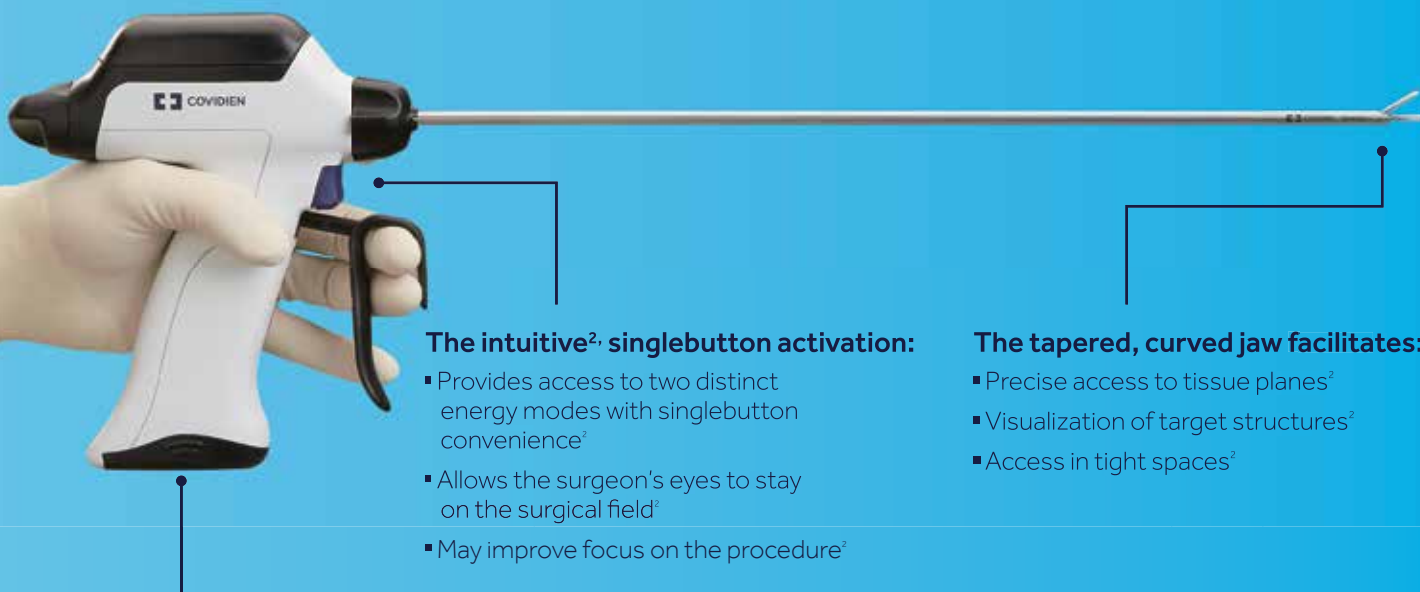 COVIDIEN
The intuitive²˒ singlebutton activation:
▪ Provides access to two distinct
energy modes with singlebutton
convenience²
▪ Allows the surgeon's eyes to stay
on the surgical field²
▪ May improve focus on the procedure²
The tapered, curved jaw facilitates:
▪ Precise access to tissue planes²
▪ Visualization of target structures²
▪ Access in tight spaces²